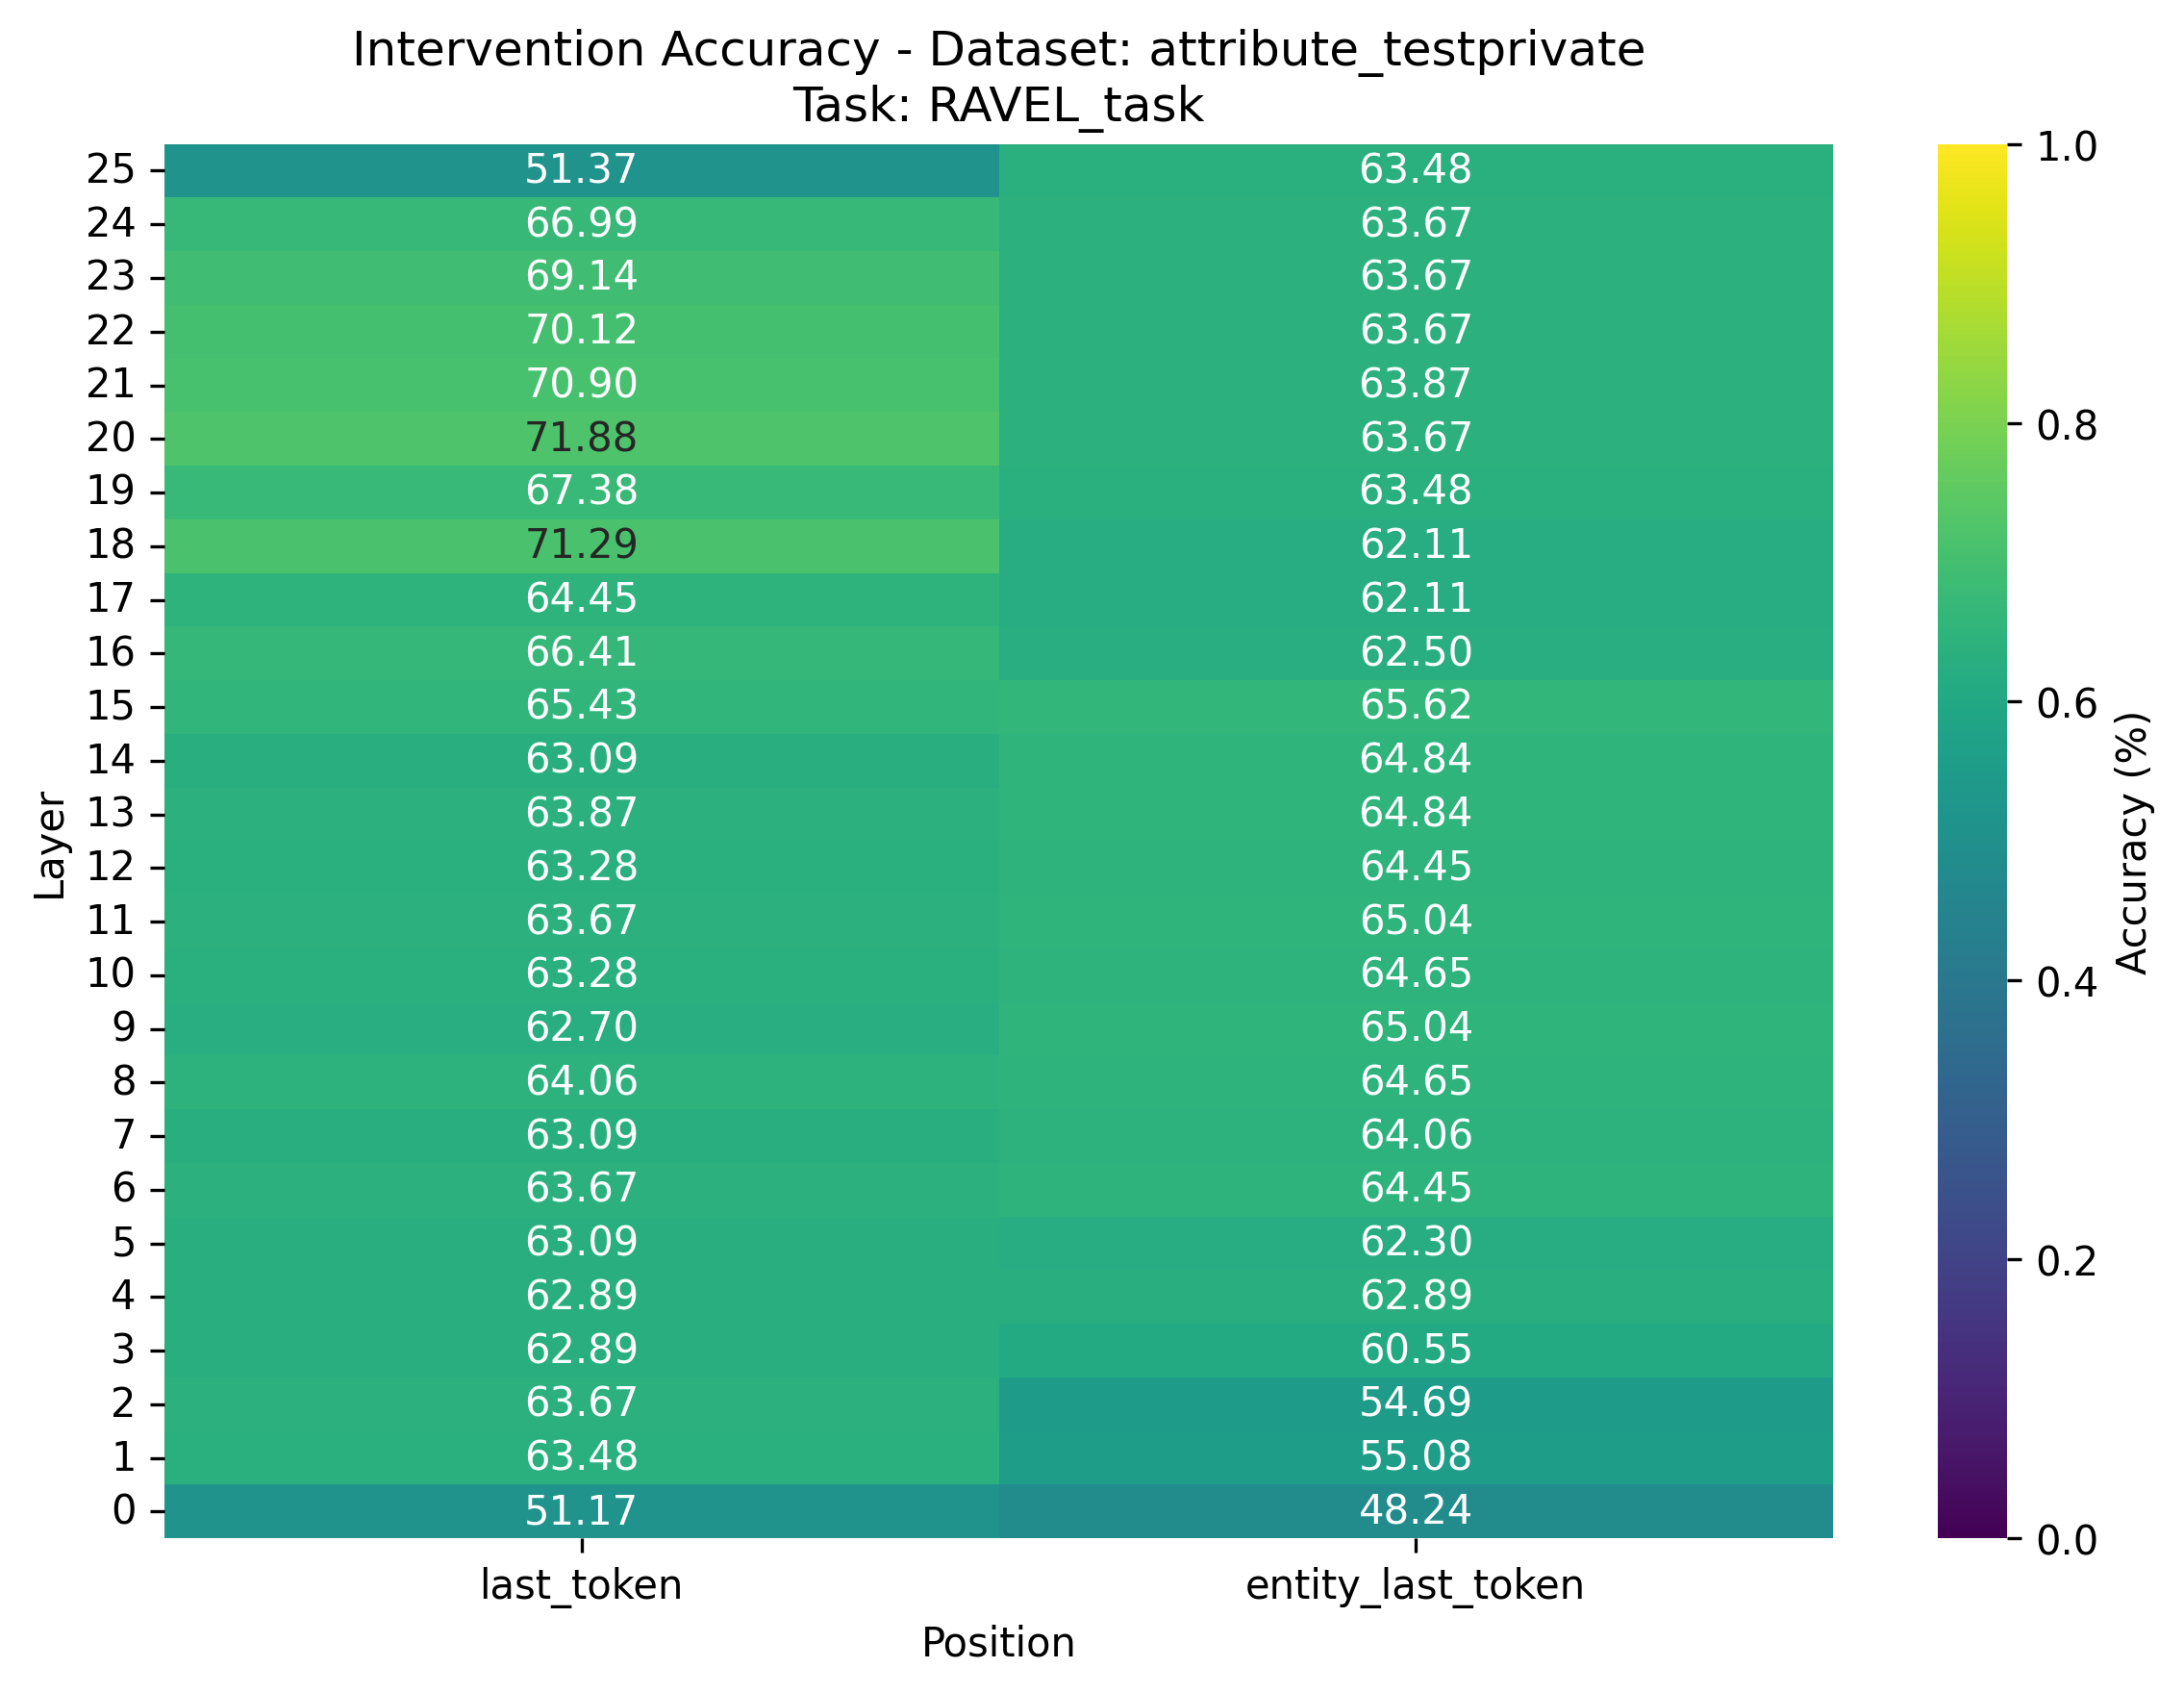 Intervention Accuracy - Dataset: attribute_testprivate
Task: RAVEL_task
25 51.37 63.48
24 66.99 63.67
23 69.14 63.67
22 70.12 63.67
21 70.90 63.87
20 71.88 63.67
19 67.38 63.48
18 71.29 62.11
17 64.45 62.11
16 66.41 62.50
15 65.43 65.62
14 63.09 64.84
13 63.87 64.84
12 63.28 64.45
11 63.67 65.04
10 63.28 64.65
9 62.70 65.04
8 64.06 64.65
7 63.09 64.06
6 63.67 64.45
5 63.09 62.30
4 62.89 62.89
3 62.89 60.55
2 63.67 54.69
1 63.48 55.08
0 51.17 48.24
Layer
last_token entity_last_token
Position
1.0
0.8
0.6
0.4
0.2
0.0
Accuracy (%)